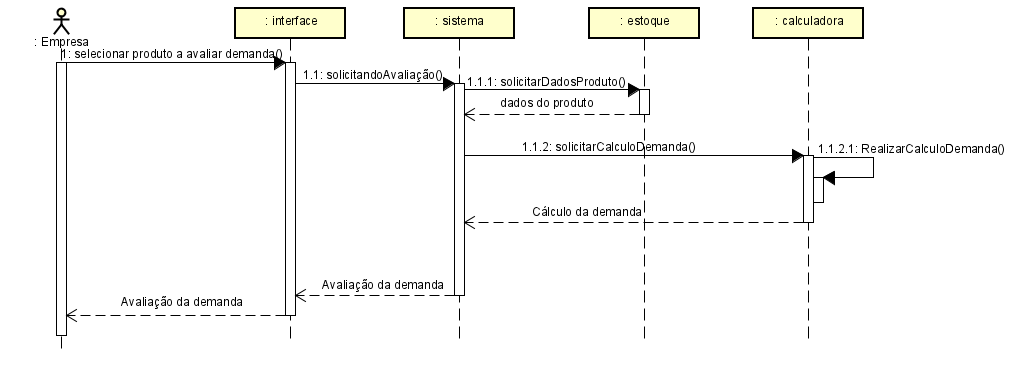 : Empresa
: interface
: sistema
: estoque
: calculadora
1: selecionar produto a avaliar demanda()
1.1: solicitandoAvaliação()
1.1.1: solicitarDadosProduto()
dados do produto
1.1.2: solicitarCalculoDemanda()
1.1.2.1: RealizarCalculoDemanda()
Cálculo da demanda
Avaliação da demanda
Avaliação da demanda